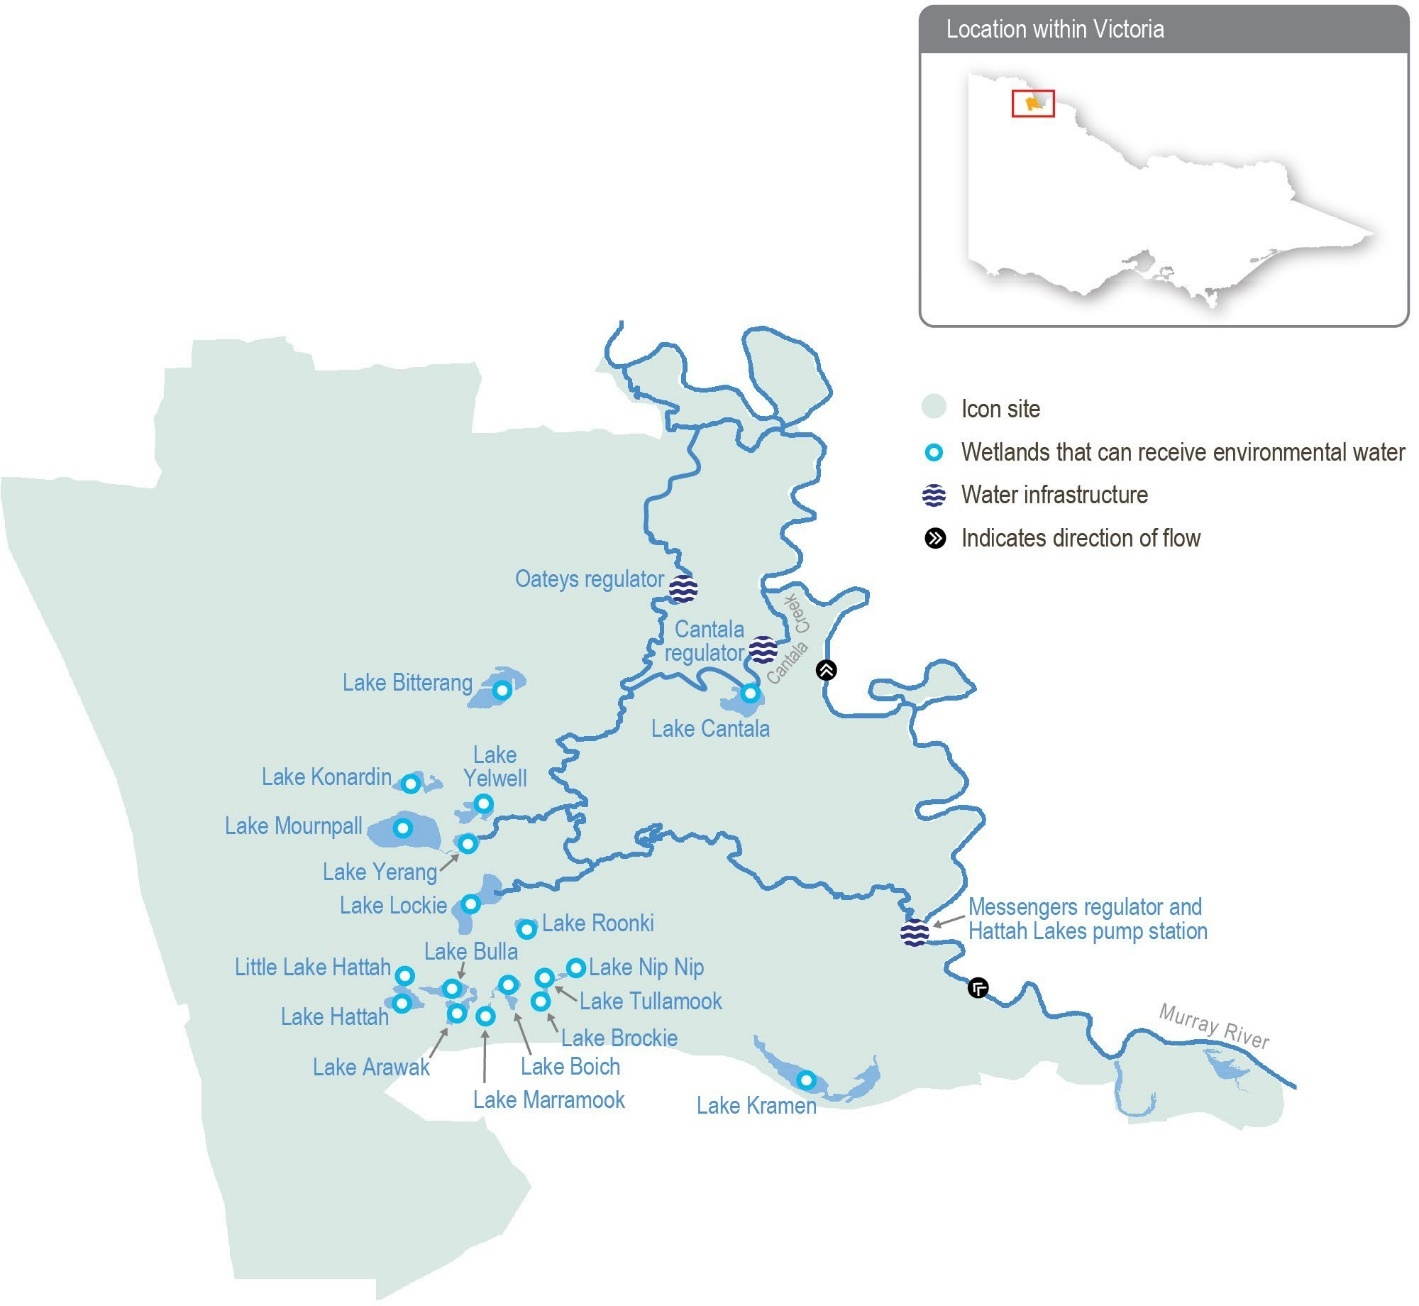 Location within Victoria
Icon site
Wetlands that can receive environmental water
Water infrastructure
Indicates direction of flow
Oateys regulator
Cantala
regulator
Cantala Creek
Lake Bitterang
Lake Cantala
Lake
Yelwell
Lake Konardin
Lake Mournpall
Lake Yerang
Lake Lockie
Messengers regulator and
Hattah Lakes pump station
Lake Roonki
Lake Bulla
Little Lake Hattah
Lake Nip Nip
Lake Tullamook
Lake Hattah
Murray River
Lake Brockie
Lake Arawak
Lake Boich
Lake Marramook
Lake Kramen